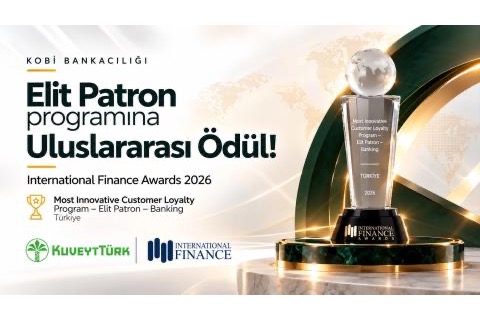 KOBİ BANKACILIĞI
Elit Patron
programına
Uluslararası Ödül!
International Finance Awards 2026
Most Innovative Customer Loyalty
Program – Elit Patron – Banking
Türkiye
KUVEYTTÜRK
INTERNATIONAL
FINANCE
Most Innovative
Customer Loyalty
Program –
Elit Patron –
Banking
TÜRKİYE
2026
INTERNATIONAL
FINANCE
AWARDS